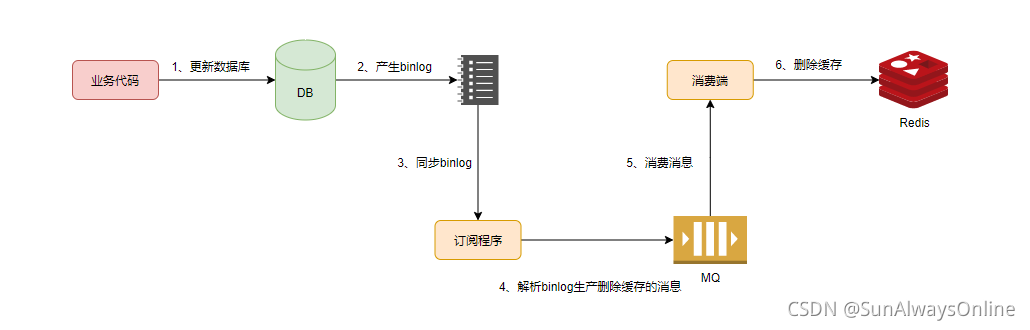 业务代码
1、更新数据库
DB
2、产生binlog
3、同步binlog
订阅程序
4、解析binlog生产删除缓存的消息
MQ
5、消费消息
消费端
6、删除缓存
Redis
CSDN @SunAlwaysOnline